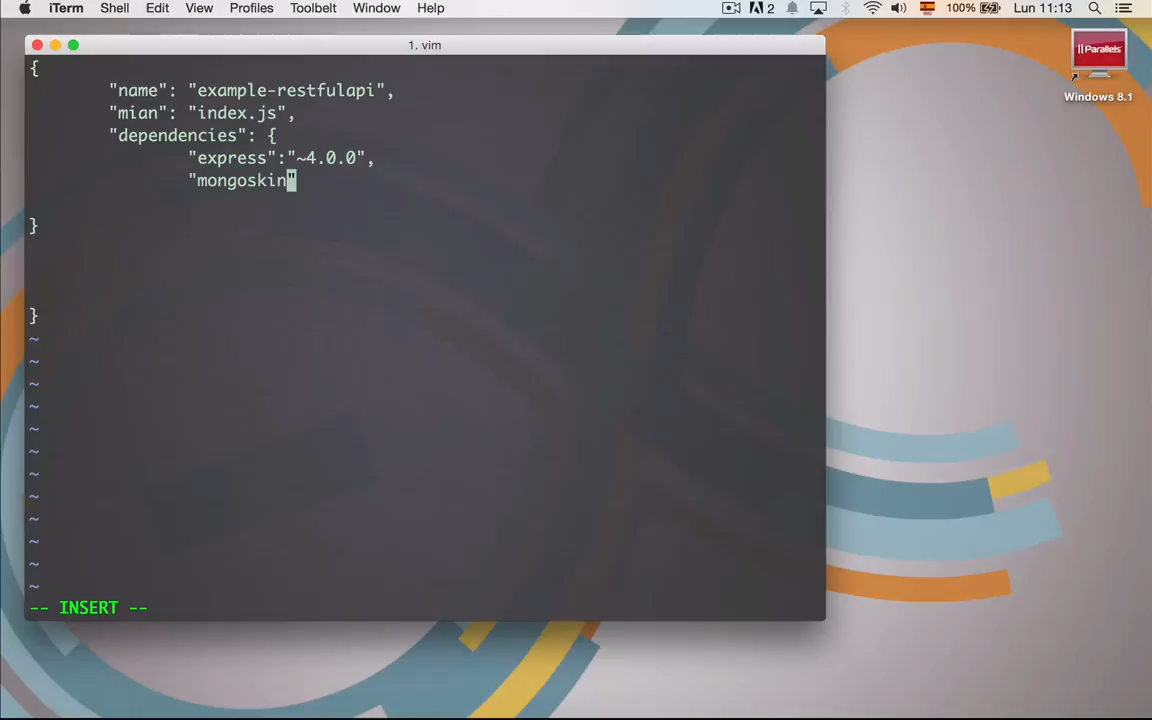 iTerm Shell Edit View Profiles Toolbelt Window Help 2 100% Lun 11:13
1. vim
{
"name": "example-restfulapi",
"mian": "index.js",
"dependencies": {
"express":"~4.0.0",
"mongoskin"
}
}
~
~
~
~
~
~
~
~
~
~
~
~
-- INSERT --
|| Parallels
Windows 8.1